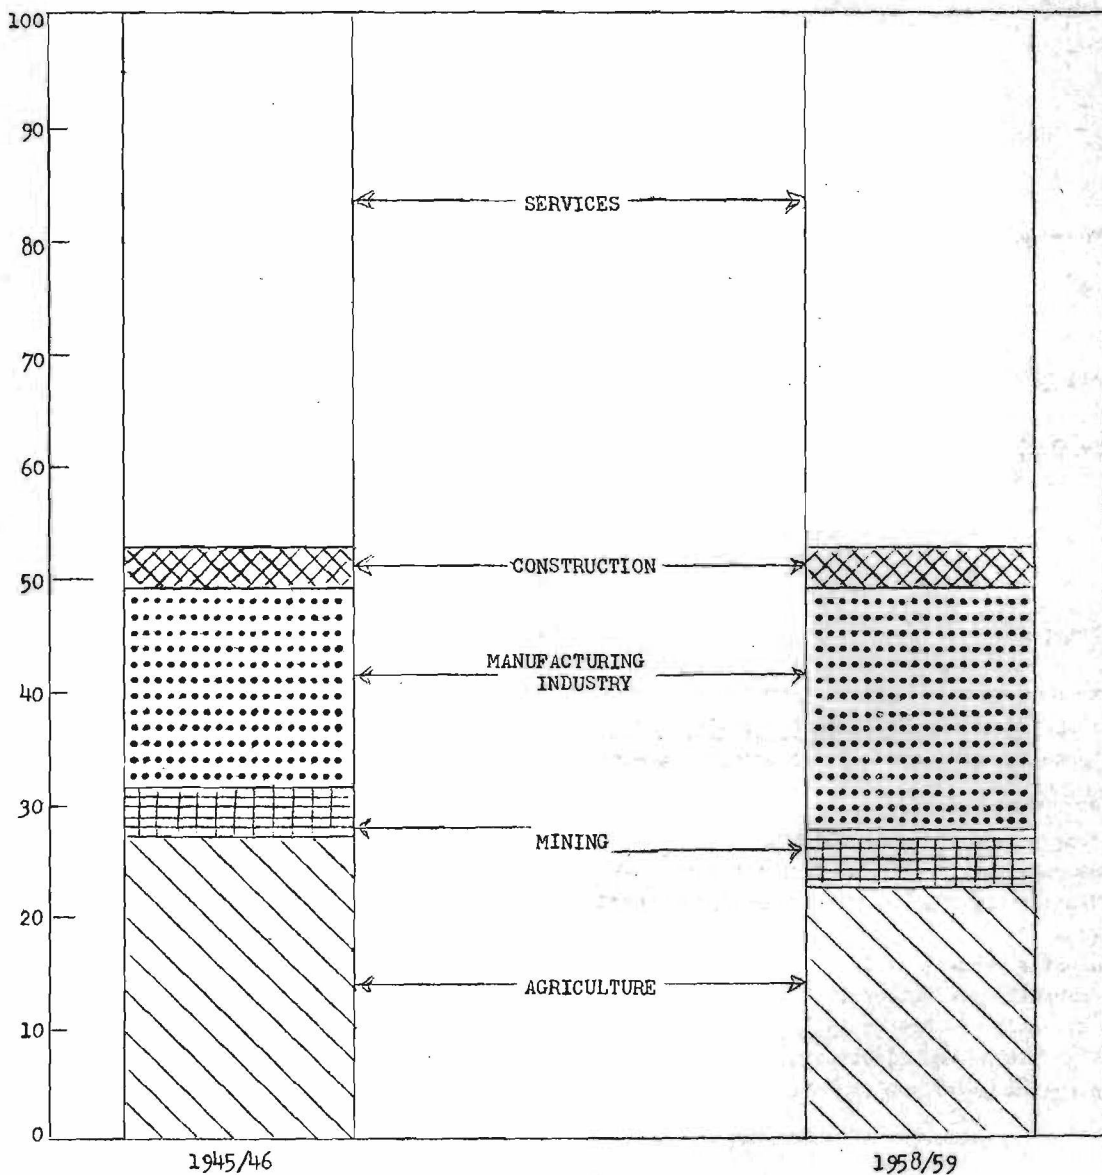 100
90
80
70
60
50
40
30
20
10
0
SERVICES
CONSTRUCTION
MANUFACTURING
INDUSTRY
MINING
AGRICULTURE
1945/46
1958/59